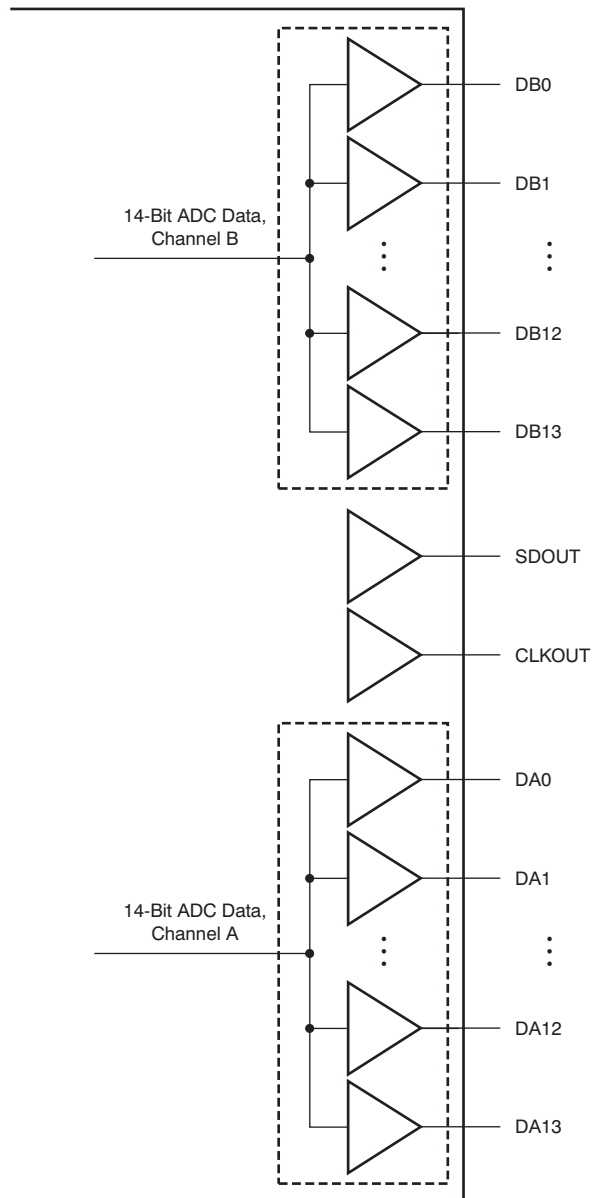 DB0
DB1
14-Bit ADC Data,
Channel B
DB12
DB13
SDOUT
CLKOUT
DA0
DA1
14-Bit ADC Data,
Channel A
DA12
DA13